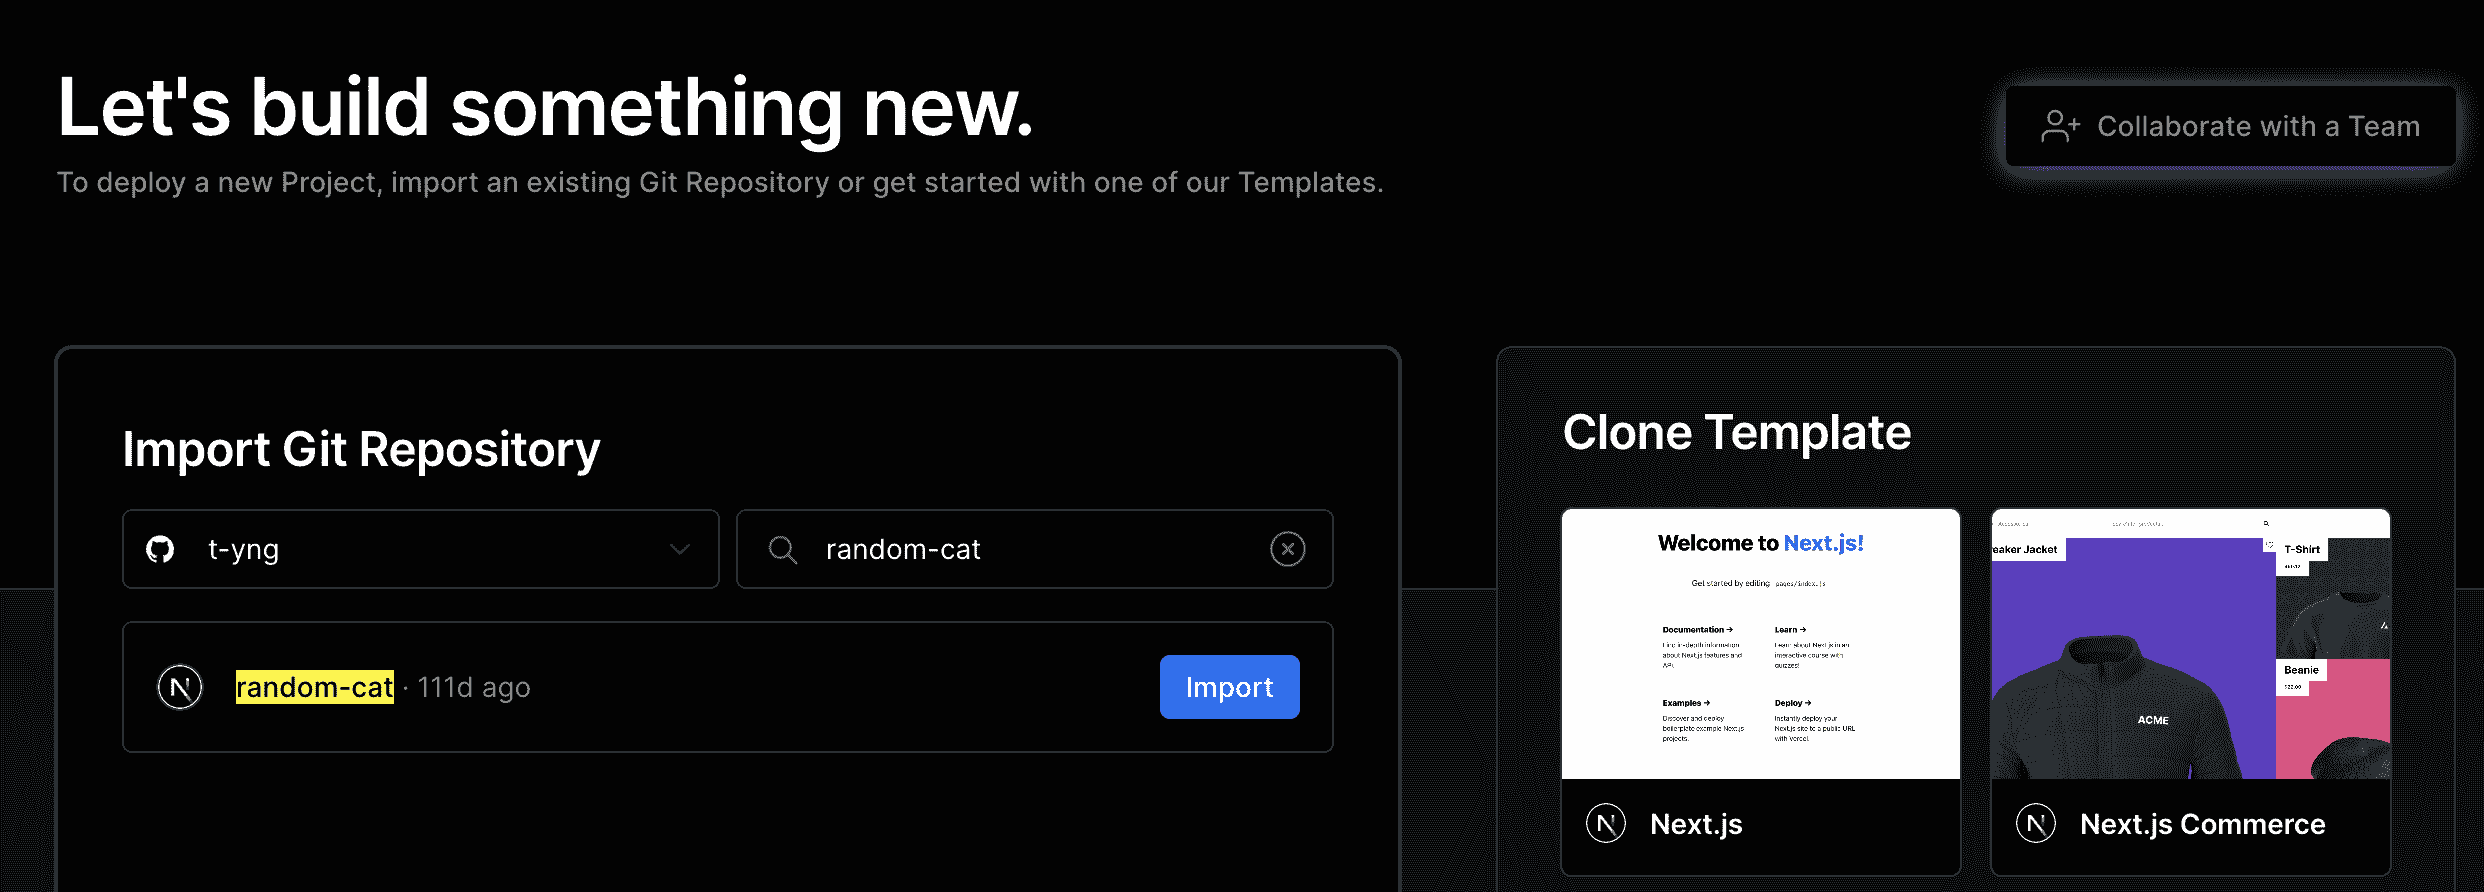 Let's build something new.
To deploy a new Project, import an existing Git Repository or get started with one of our Templates.
Collaborate with a Team
Import Git Repository
t-yng
random-cat
random-cat · 111d ago
Import
Clone Template
Welcome to Next.js!
Get started by editing pages/index.js
Documentation →
Find in-depth information
about Next.js features and
API.
Learn →
Learn about Next.js in an
interactive course with
quizzes!
Examples →
Discover and deploy
boilerplate example Next.js
projects.
Deploy →
Instantly deploy your
Next.js site to a public URL
with Vercel.
Next.js
eaker Jacket
T-Shirt
Beanie
$22.00
ACME
Next.js Commerce